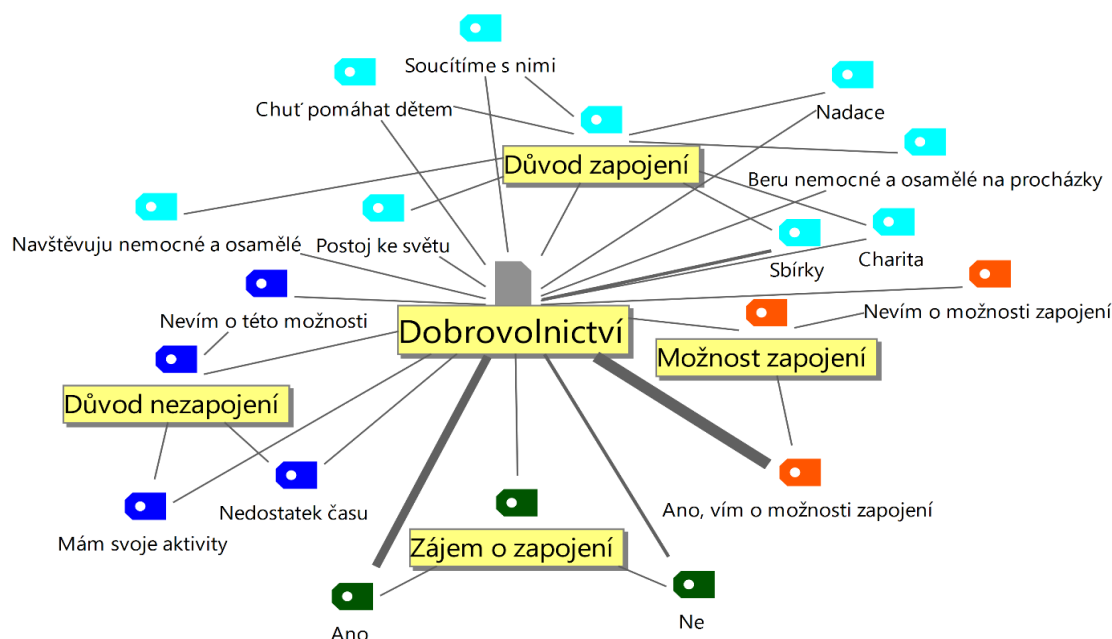 Soucítíme s nimi
Chuť pomáhat dětem
Nadace
Důvod zapojení
Beru nemocné a osamělé na procházky
Navštěvuju nemocné a osamělé
Postoj ke světu
Sbírky
Charita
Nevím o možnosti zapojení
Nevím o této možnosti
Dobrovolnictví
Možnost zapojení
Důvod nezapojení
Nedostatek času
Ano, vím o možnosti zapojení
Mám svoje aktivity
Zájem o zapojení
Ne
Ano